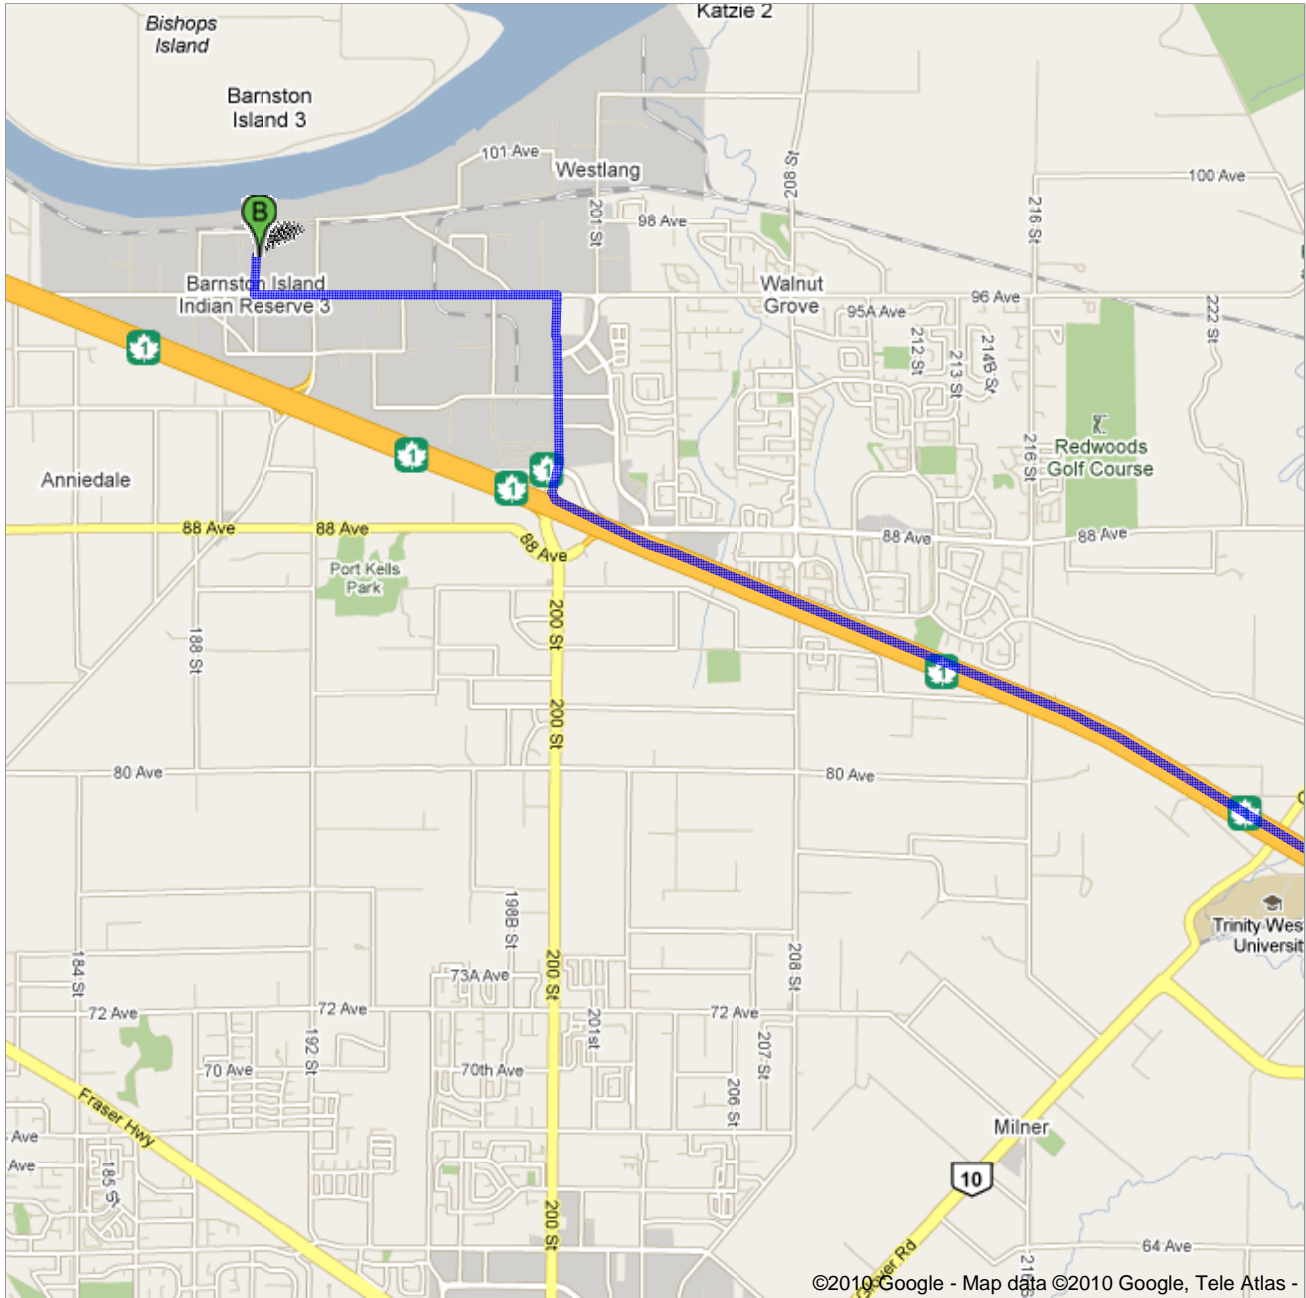 Katzie 2
Bishops
Island
Barnston
Island 3
101 Ave
Westlang
208 St
100 Ave
B
201 St
98 Ave
216 St
Barnston Island
Indian Reserve 3
Walnut
Grove
96 Ave
95A Ave
222 St
1
212 St
213 St
214B St
1
Redwoods
Golf Course
216 St
Anniedale
1
1
88 Ave
88 Ave
88 Ave
88 Ave
88 Ave
Port Kells
Park
200 St
188 St
1
200 St
80 Ave
80 Ave
198B St
Trinity Wes
Universit
200 St
208 St
184 St
73A Ave
72 Ave
72 Ave
72 Ave
201st
207 St
192 St
70 Ave
70th Ave
206 St
Fraser Hwy
Milner
Ave
Ave
185 St
10
200 St
64 Ave
©2010 Google - Map data ©2010 Google, Tele Atlas -